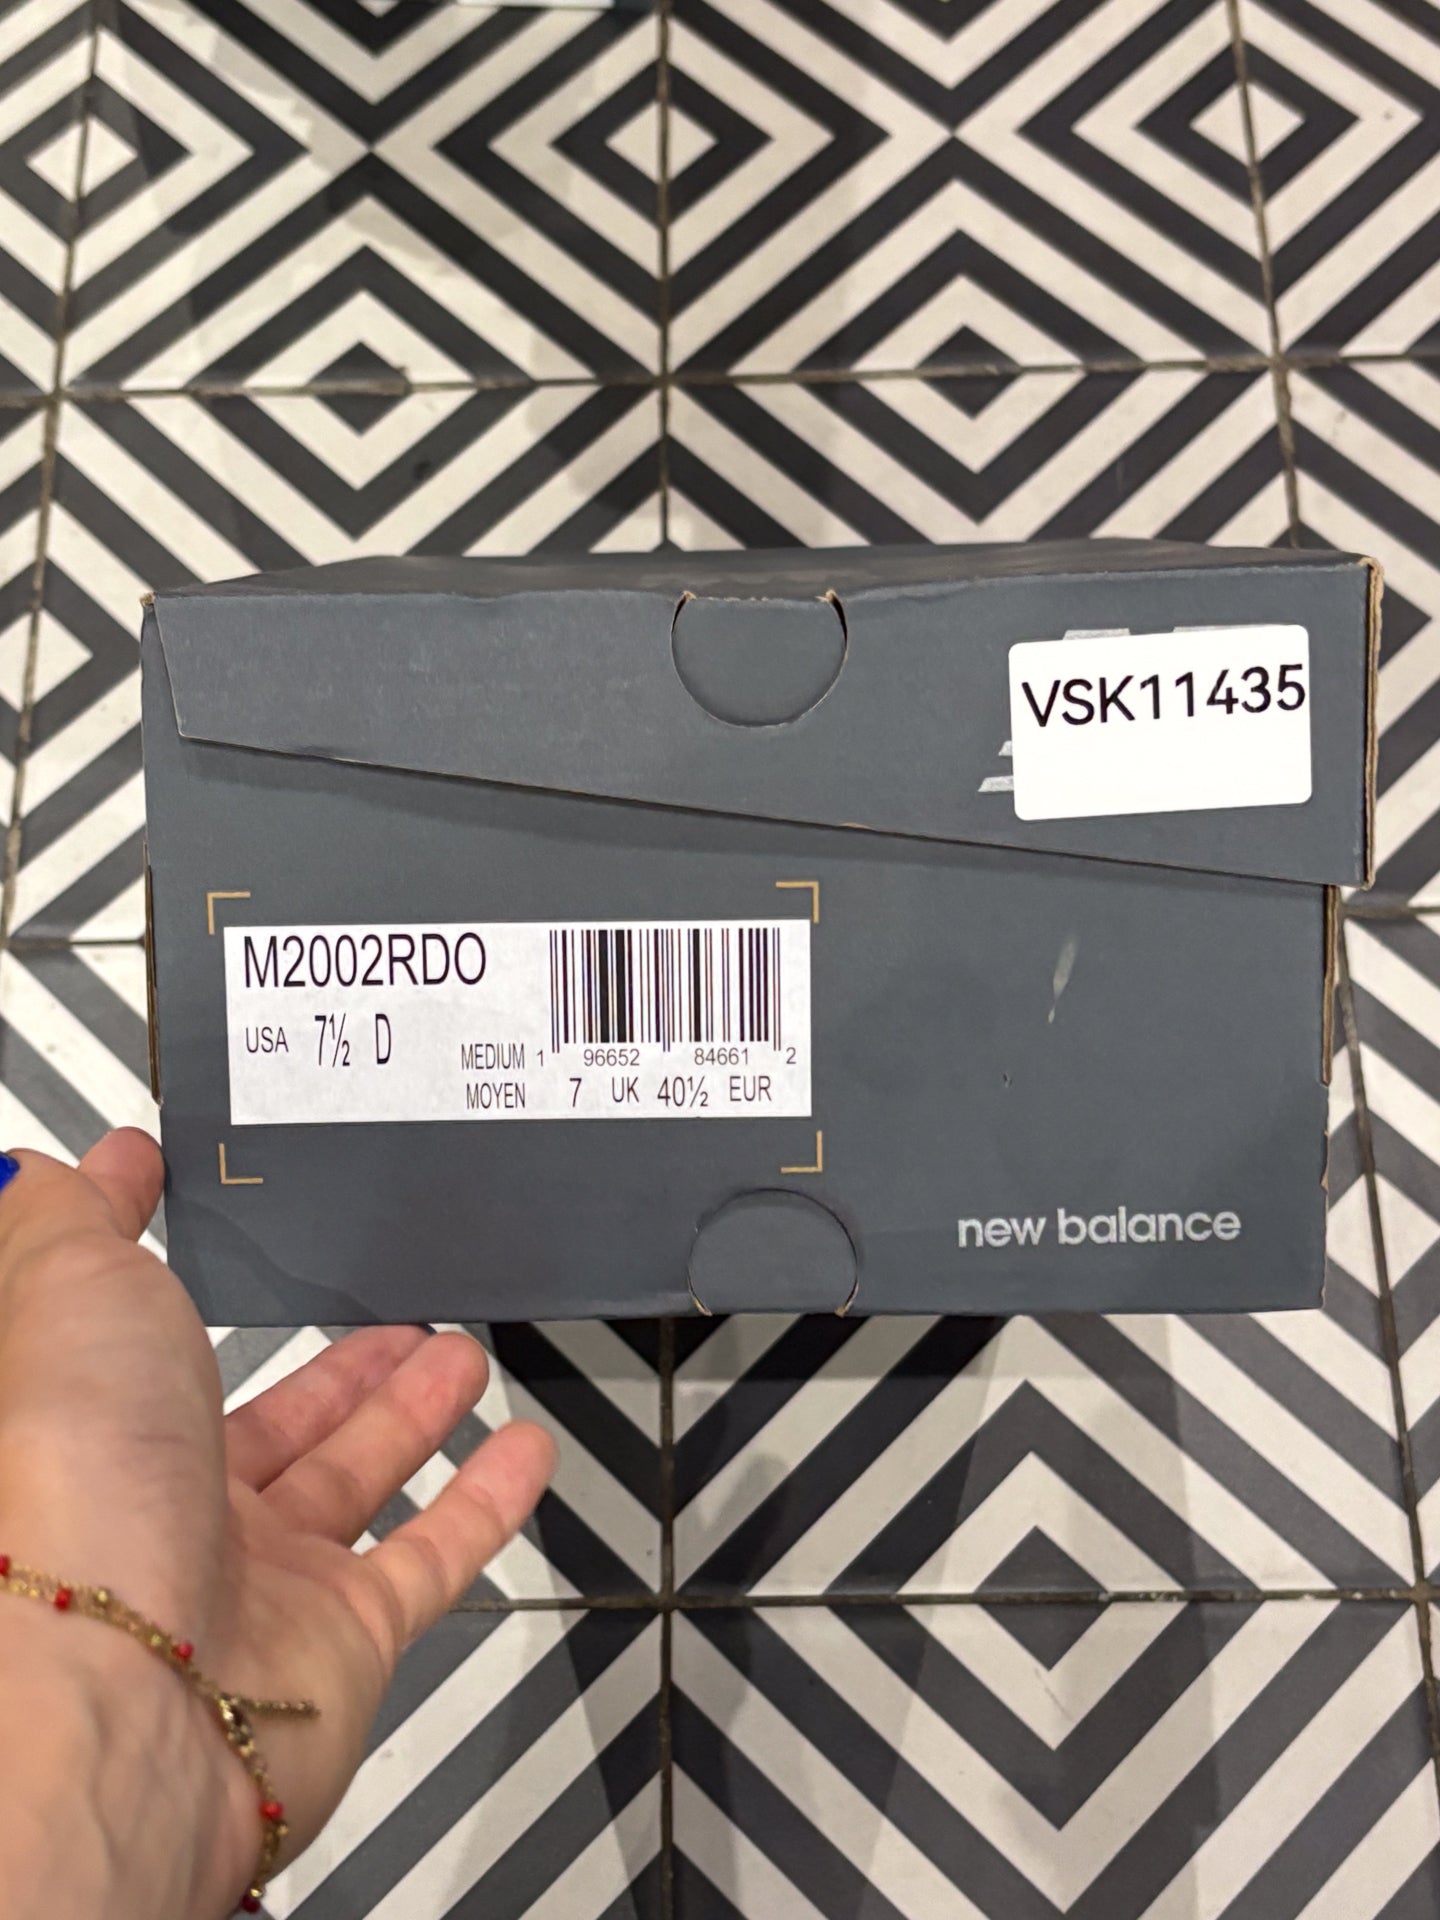 VSK11435
M2002RDO
USA 7½ D
MEDIUM 1 96652 84661 2
MOYEN 7 UK 40½ EUR
new balance